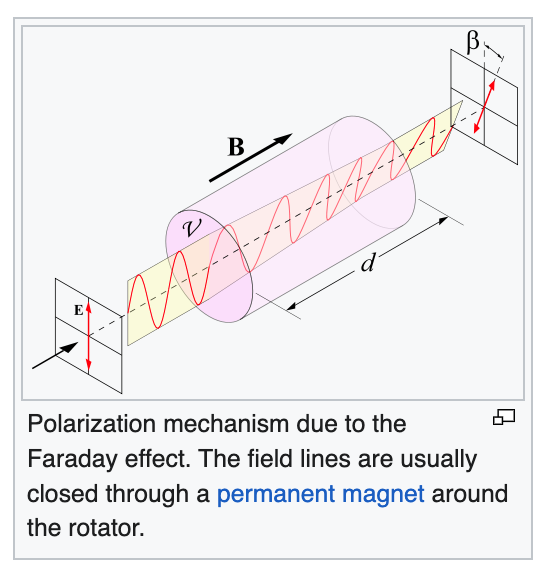 β
B
𝒱
d
E
Polarization mechanism due to the
Faraday effect. The field lines are usually
closed through a permanent magnet around
the rotator.